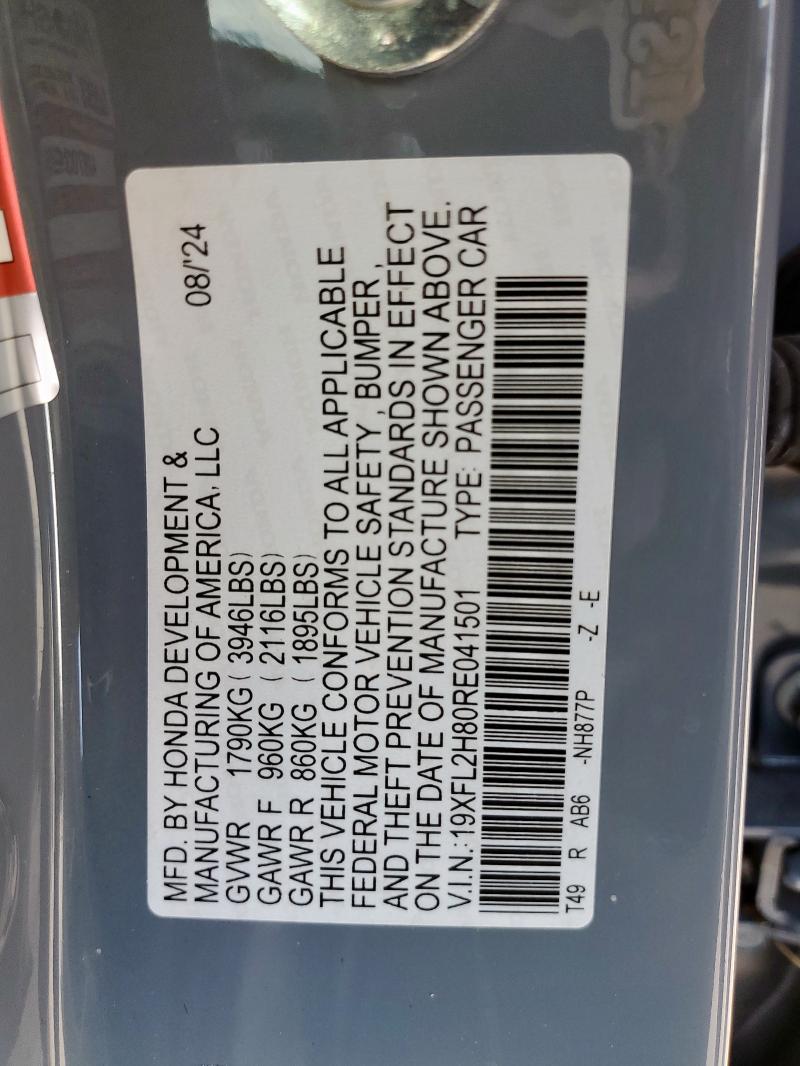 MFD. BY HONDA DEVELOPMENT &
MANUFACTURING OF AMERICA, LLC 08/'24
GVWR 1790KG ( 3946LBS)
GAWR F 960KG ( 2116LBS)
GAWR R 860KG ( 1895LBS)
THIS VEHICLE CONFORMS TO ALL APPLICABLE
FEDERAL MOTOR VEHICLE SAFETY, BUMPER,
AND THEFT PREVENTION STANDARDS IN EFFECT
ON THE DATE OF MANUFACTURE SHOWN ABOVE.
V.I.N.: 19XFL2H80RE041501 TYPE: PASSENGER CAR
T49 R AB6 -NH877P -Z -E